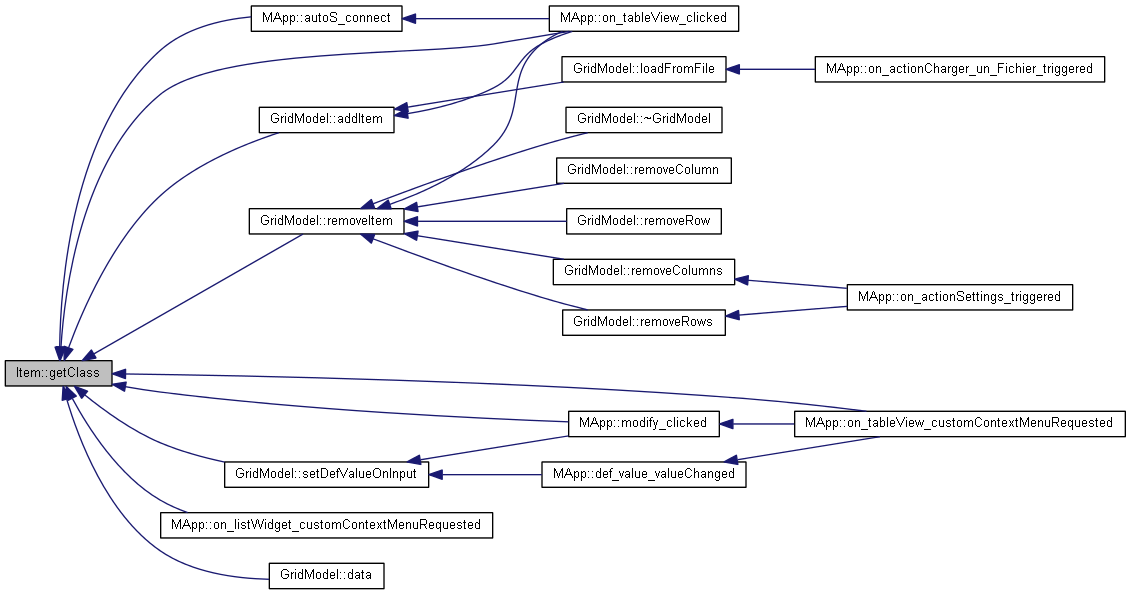 MApp::autoS_connect
MApp::on_tableView_clicked
GridModel::loadFromFile
MApp::on_actionCharger_un_Fichier_triggered
GridModel::addItem
GridModel::~GridModel
GridModel::removeColumn
GridModel::removeItem
GridModel::removeRow
GridModel::removeColumns
MApp::on_actionSettings_triggered
GridModel::removeRows
Item::getClass
MApp::modify_clicked
MApp::on_tableView_customContextMenuRequested
GridModel::setDefValueOnInput
MApp::def_value_valueChanged
MApp::on_listWidget_customContextMenuRequested
GridModel::data